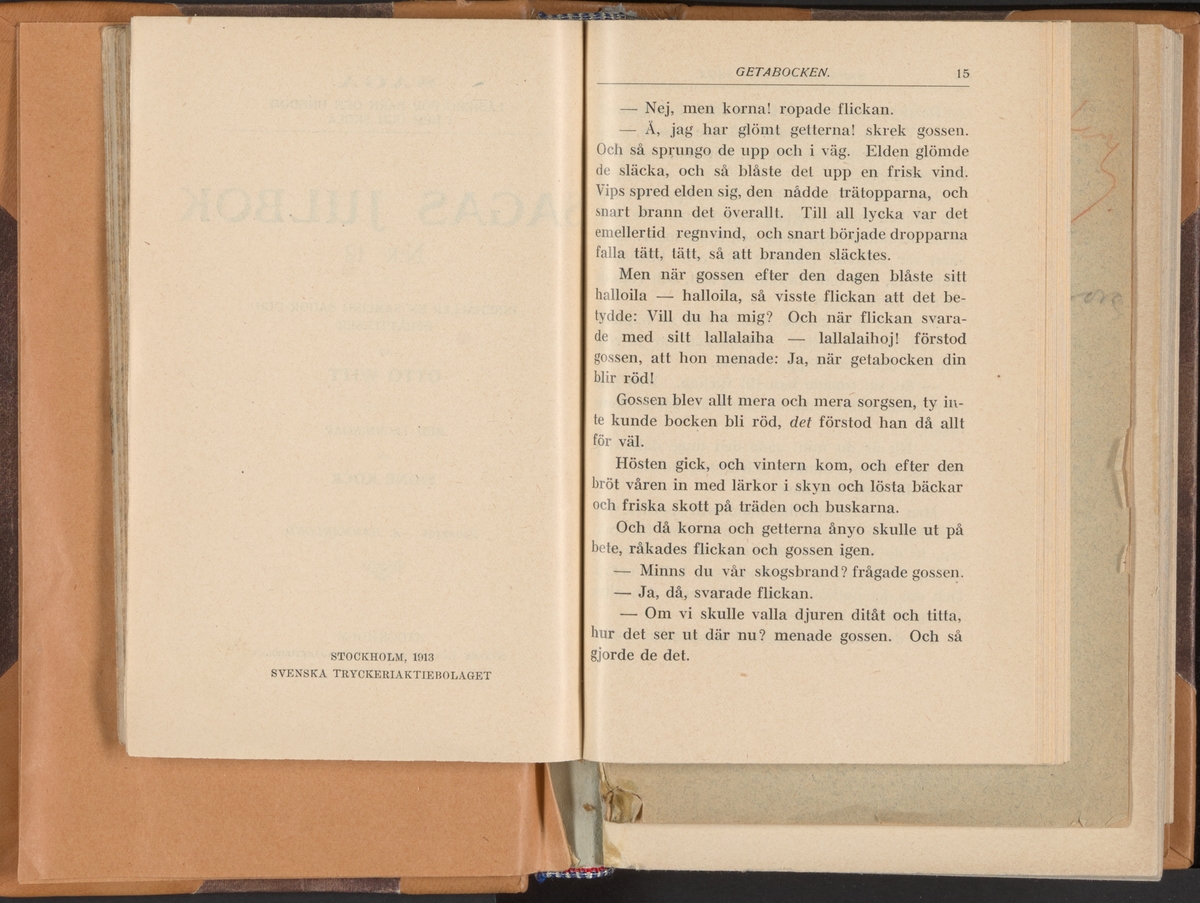 STOCKHOLM, 1913
SVENSKA TRYCKERIAKTIEBOLAGET
GETABOCKEN. 15
— Nej, men korna! ropade flickan.
— Å, jag har glömt getterna! skrek gossen.
Och så sprungo de upp och i väg. Elden glömde
de släcka, och så blåste det upp en frisk vind.
Vips spred elden sig, den nådde trätopparna, och
snart brann det överallt. Till all lycka var det
emellertid regnvind, och snart började dropparna
falla tätt, tätt, så att branden släcktes.
Men när gossen efter den dagen blåste sitt
halloila — halloila, så visste flickan att det be-
tydde: Vill du ha mig? Och när flickan svara-
de med sitt lallalaiha — lallalaihoj! förstod
gossen, att hon menade: Ja, när getabocken din
blir röd!
Gossen blev allt mera och mera sorgsen, ty in-
te kunde bocken bli röd, det förstod han då allt
för väl.
Hösten gick, och vintern kom, och efter den
bröt våren in med lärkor i skyn och lösta bäckar
och friska skott på träden och buskarna.
Och då korna och getterna ånyo skulle ut på
bete, råkades flickan och gossen igen.
— Minns du vår skogsbrand? frågade gossen.
— Ja, då, svarade flickan.
— Om vi skulle valla djuren ditåt och titta,
hur det ser ut där nu? menade gossen. Och så
gjorde de det.